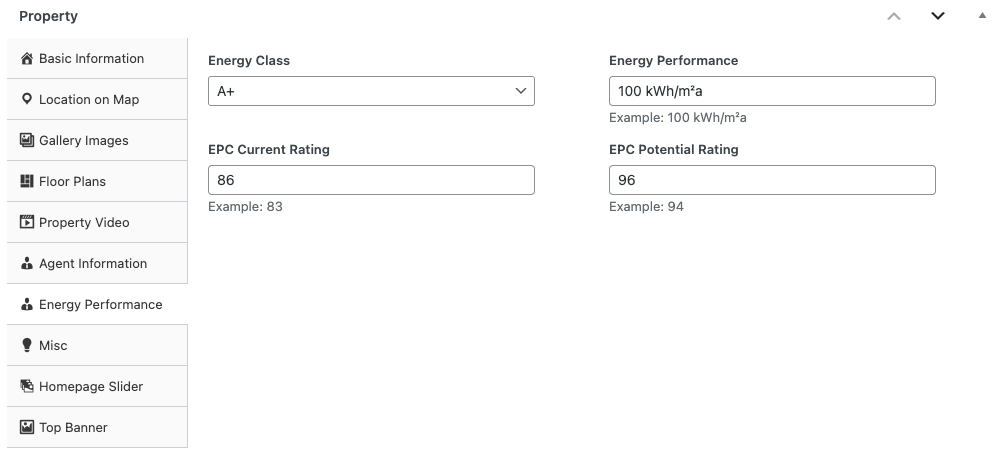 Property
Basic Information
Location on Map
Gallery Images
Floor Plans
Property Video
Agent Information
Energy Performance
Misc
Homepage Slider
Top Banner
Energy Class
A+
Energy Performance
100 kWh/m²a
Example: 100 kWh/m²a
EPC Current Rating
86
Example: 83
EPC Potential Rating
96
Example: 94